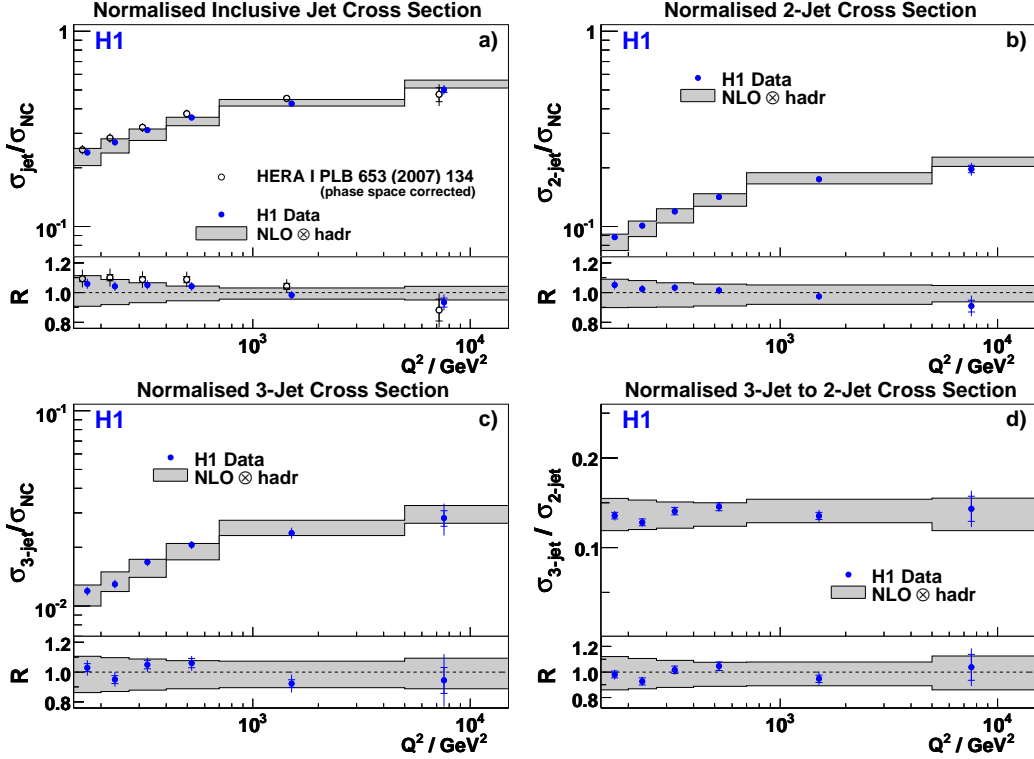 Normalised Inclusive Jet Cross Section
H1
a)
σjet/σNC
1
10⁻¹
HERA I PLB 653 (2007) 134
(phase space corrected)
H1 Data
NLO ⊗ hadr
R
1.2
1.0
0.8
10³
10⁴
Q² / GeV²
Normalised 2-Jet Cross Section
H1
b)
σ2-jet/σNC
1
10⁻¹
H1 Data
NLO ⊗ hadr
R
1.2
1.0
0.8
10³
10⁴
Q² / GeV²
Normalised 3-Jet Cross Section
H1
c)
σ3-jet/σNC
10⁻¹
10⁻²
H1 Data
NLO ⊗ hadr
R
1.2
1.0
0.8
10³
10⁴
Q² / GeV²
Normalised 3-Jet to 2-Jet Cross Section
H1
d)
σ3-jet / σ2-jet
0.2
0.1
H1 Data
NLO ⊗ hadr
R
1.2
1.0
0.8
10³
10⁴
Q² / GeV²